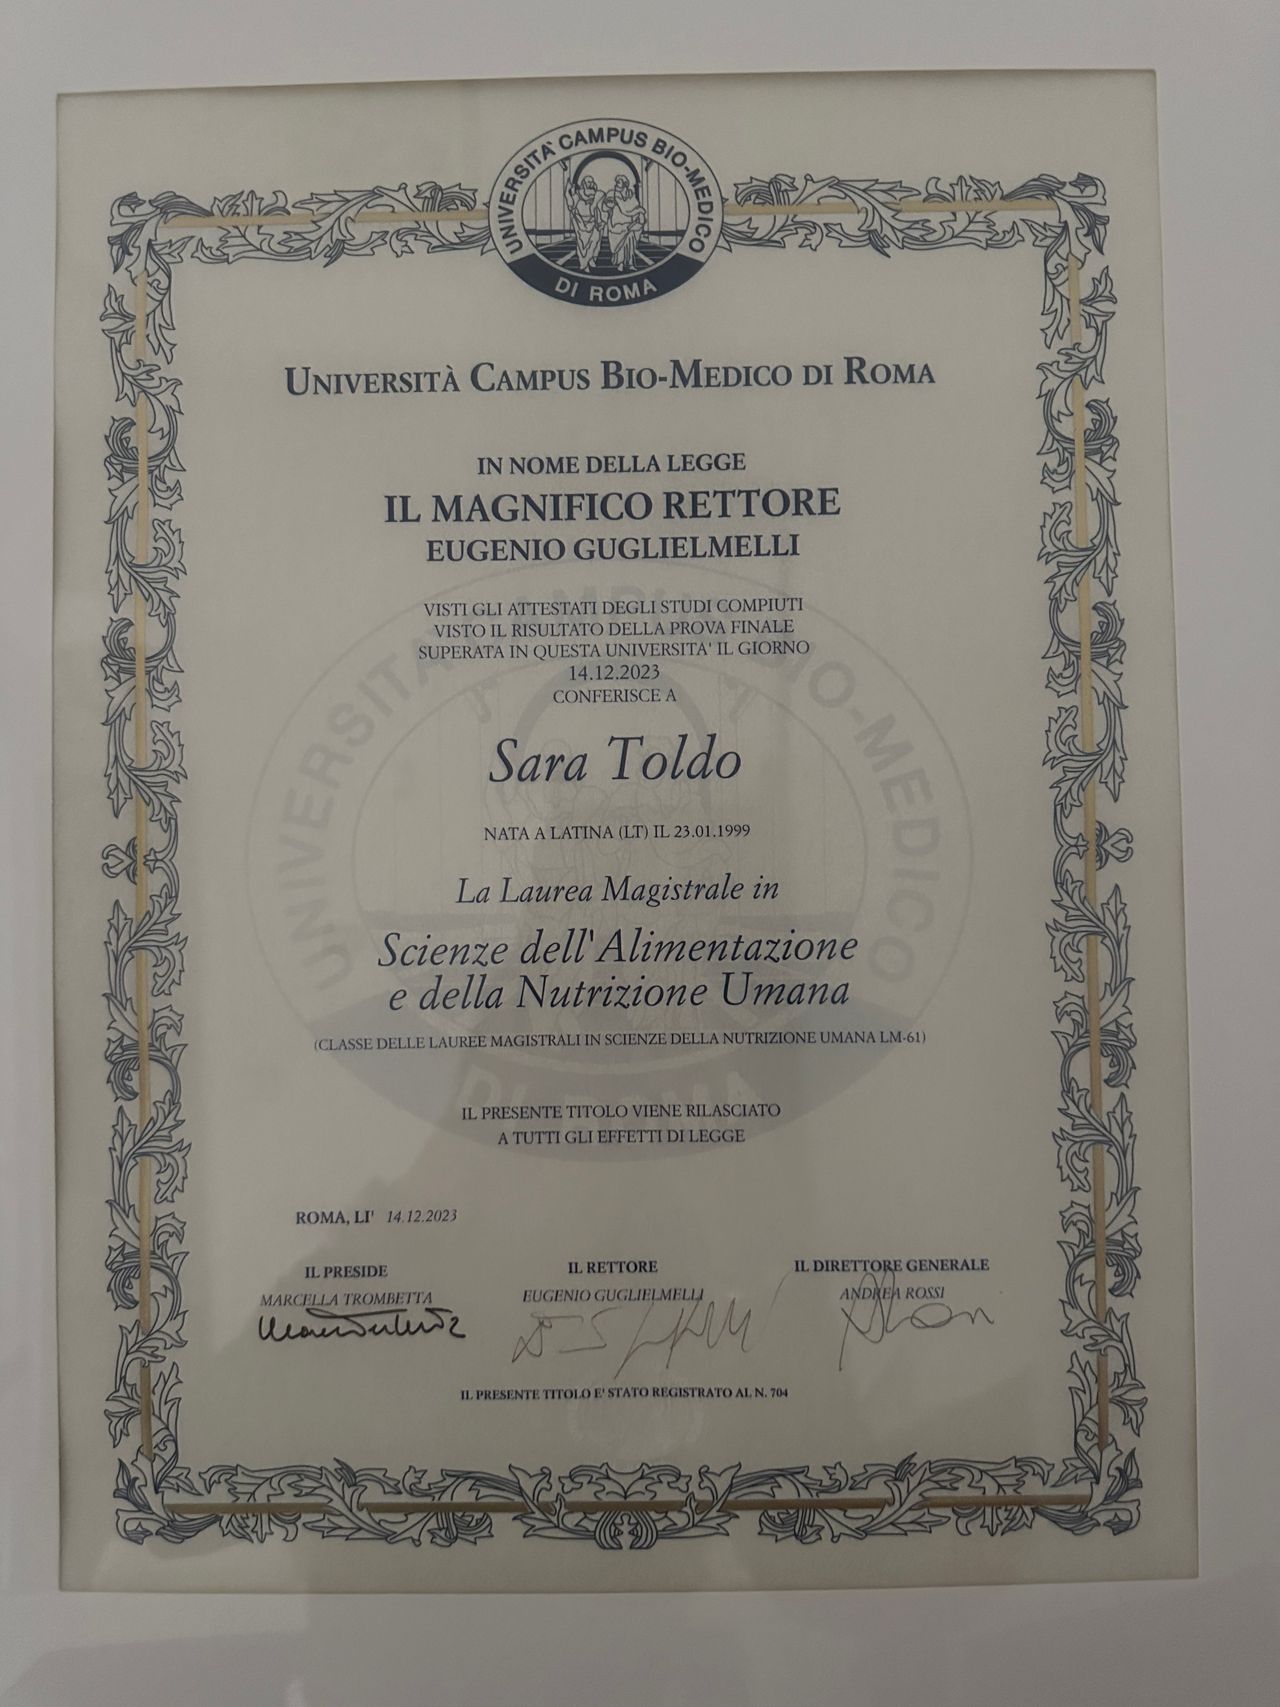 UNIVERSITA' CAMPUS BIO-MEDICO
DI ROMA
UNIVERSITÀ CAMPUS BIO-MEDICO DI ROMA
IN NOME DELLA LEGGE
IL MAGNIFICO RETTORE
EUGENIO GUGLIELMELLI
VISTI GLI ATTESTATI DEGLI STUDI COMPIUTI
VISTO IL RISULTATO DELLA PROVA FINALE
SUPERATA IN QUESTA UNIVERSITA' IL GIORNO
14.12.2023
CONFERISCE A
Sara Toldo
NATA A LATINA (LT) IL 23.01.1999
La Laurea Magistrale in
Scienze dell'Alimentazione
e della Nutrizione Umana
(CLASSE DELLE LAUREE MAGISTRALI IN SCIENZE DELLA NUTRIZIONE UMANA LM-61)
IL PRESENTE TITOLO VIENE RILASCIATO
A TUTTI GLI EFFETTI DI LEGGE
ROMA, LI' 14.12.2023
IL PRESIDE IL RETTORE IL DIRETTORE GENERALE
MARCELLA TROMBETTA EUGENIO GUGLIELMELLI ANDREA ROSSI
IL PRESENTE TITOLO E' STATO REGISTRATO AL N. 704